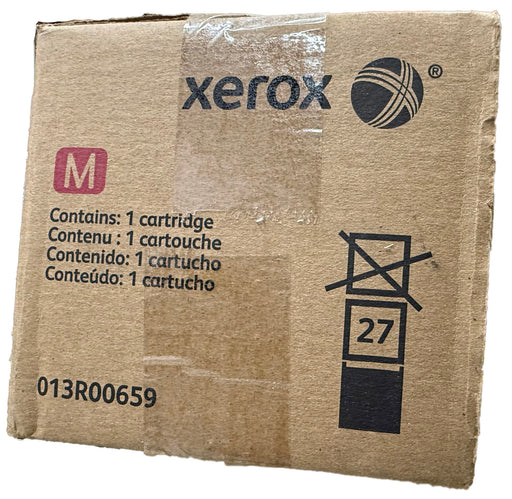 xerox ®
M
Contains: 1 cartridge
Contenu : 1 cartouche
Contenido: 1 cartucho
Conteúdo: 1 cartucho
27
013R00659